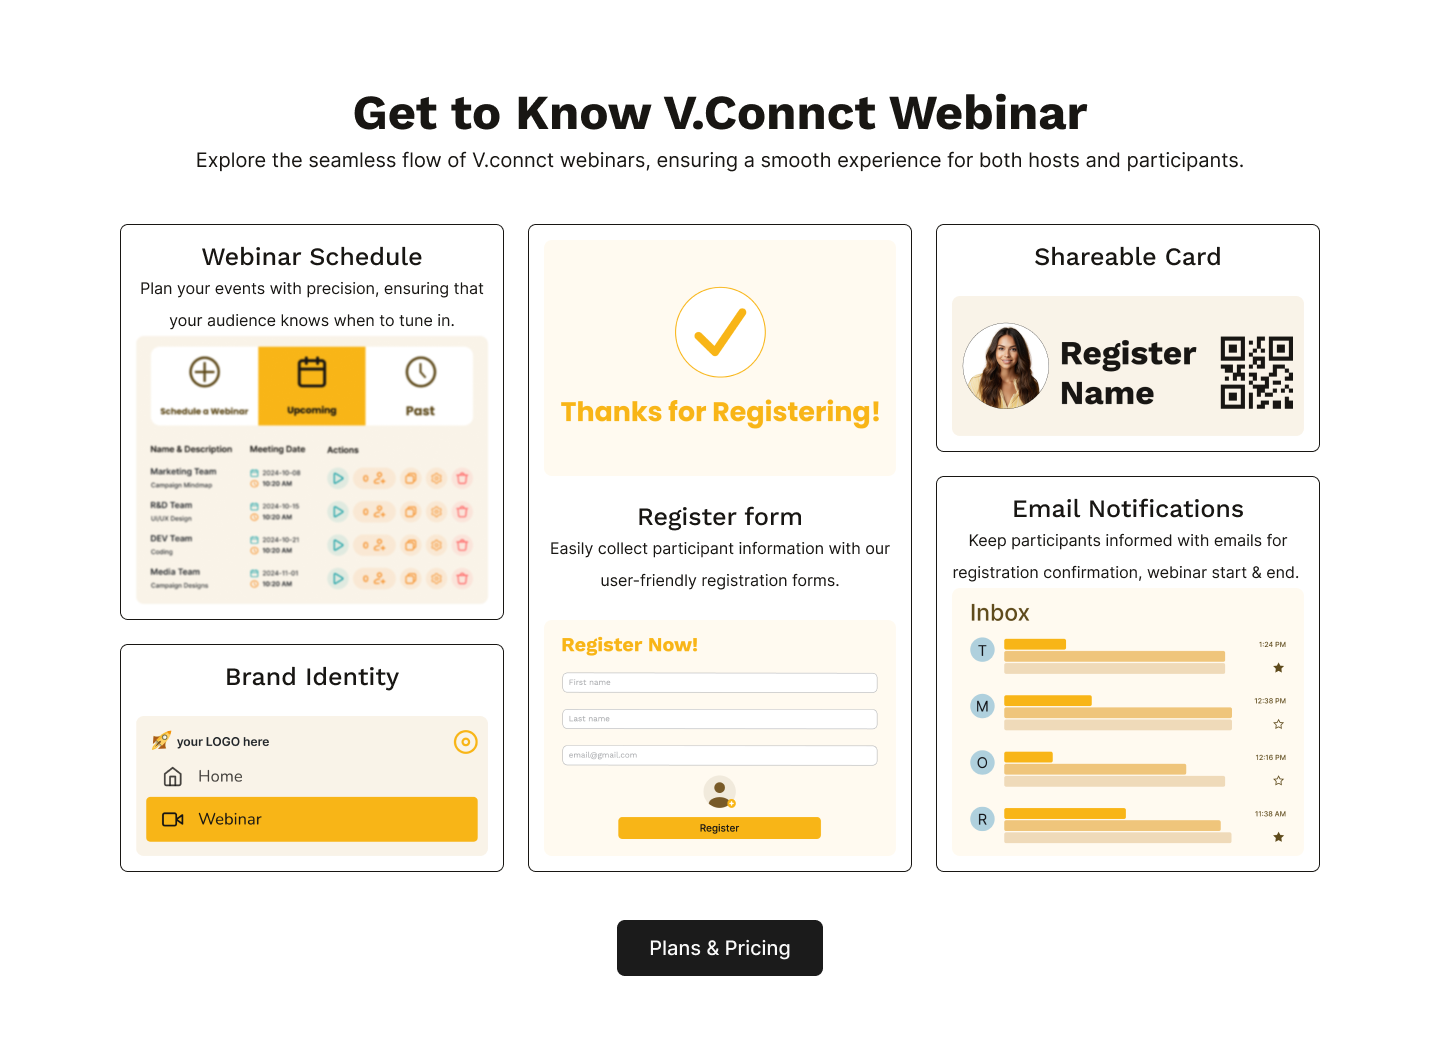 Get to Know V.Connct Webinar
Explore the seamless flow of V.connct webinars, ensuring a smooth experience for both hosts and participants.
Webinar Schedule
Plan your events with precision, ensuring that
your audience knows when to tune in.
Schedule a Webinar
Upcoming
Past
Name & Description Meeting Date Actions
Marketing Team 2024-10-08
Campaign Mindmap 10:20 AM
0
R&D Team 2024-10-15
UI/UX Design 10:20 AM
0
DEV Team 2024-10-21
Coding 10:20 AM
0
Media Team 2024-11-01
Campaign Designs 10:20 AM
0
Brand Identity
your LOGO here
Home
Webinar
Thanks for Registering!
Register form
Easily collect participant information with our
user-friendly registration forms.
Register Now!
First name
Last name
email@gmail.com
Register
Shareable Card
Register
Name
Email Notifications
Keep participants informed with emails for
registration confirmation, webinar start & end.
Inbox
T 1:24 PM
M 12:38 PM
O 12:16 PM
R 11:38 AM
Plans & Pricing